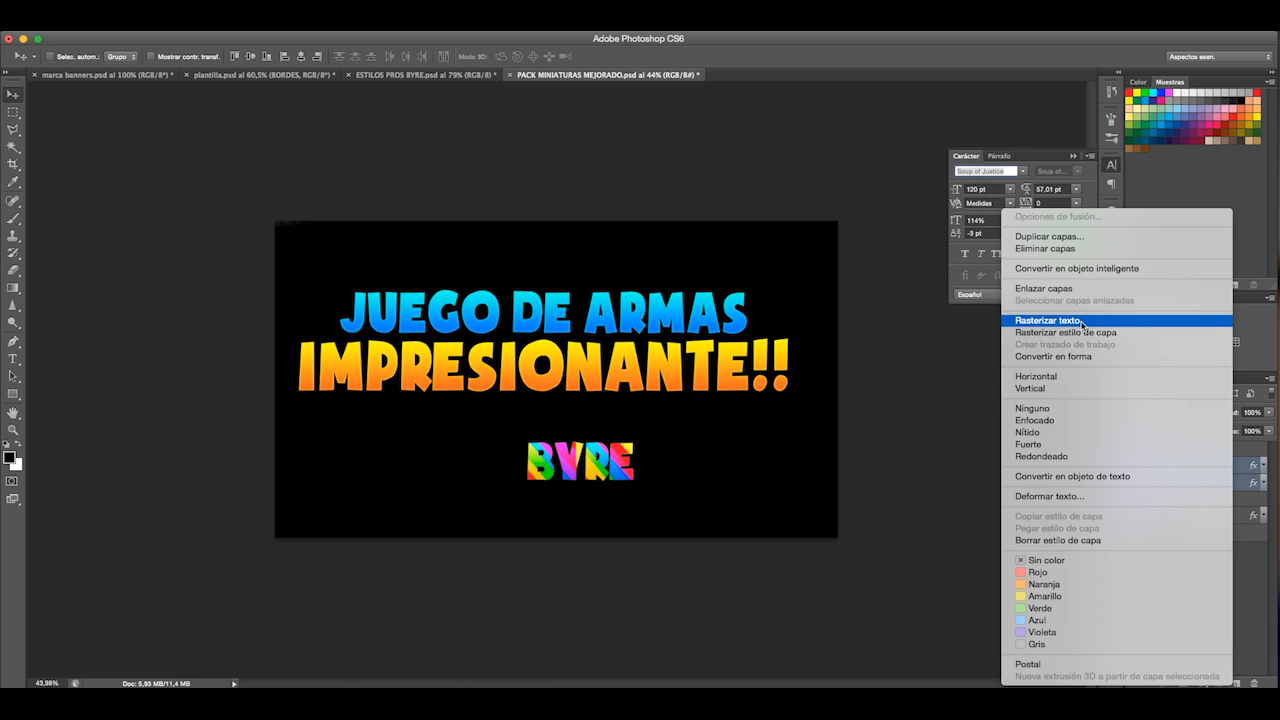 Adobe Photoshop CS6
Selec. autom.: Grupo Mostrar contr. transf. Modo 3D: Aspectos esen.
marca banners.psd al 100% (RGB/8*) * plantilla.psd al 60,5% (BORDES, RGB/8*) * ESTILOS PROS BYRE.psd al 79% (RGB/8*) * PACK MINIATURAS MEJORADO.psd al 44% (RGB/8#) *
Color Muestras
Carácter Párrafo
Soup of Justice Soup of...
120 pt 57,01 pt
Medidas 0
114%
-3 pt
Español
Opciones de fusión...
Duplicar capas...
Eliminar capas
Convertir en objeto inteligente
Enlazar capas
Seleccionar capas enlazadas
Rasterizar texto
Rasterizar estilo de capa
Crear trazado de trabajo
Convertir en forma
Horizontal
Vertical
Ninguno
Enfocado
Nítido
Fuerte
Redondeado
Convertir en objeto de texto
Deformar texto...
Copiar estilo de capa
Pegar estilo de capa
Borrar estilo de capa
Sin color
Rojo
Naranja
Amarillo
Verde
Azul
Violeta
Gris
Postal
Nueva extrusión 3D a partir de capa seleccionada
100%
100%
fx
fx
fx
JUEGO DE ARMAS
IMPRESIONANTE!!
BYRE
43,98% Doc: 5,93 MB/11,4 MB